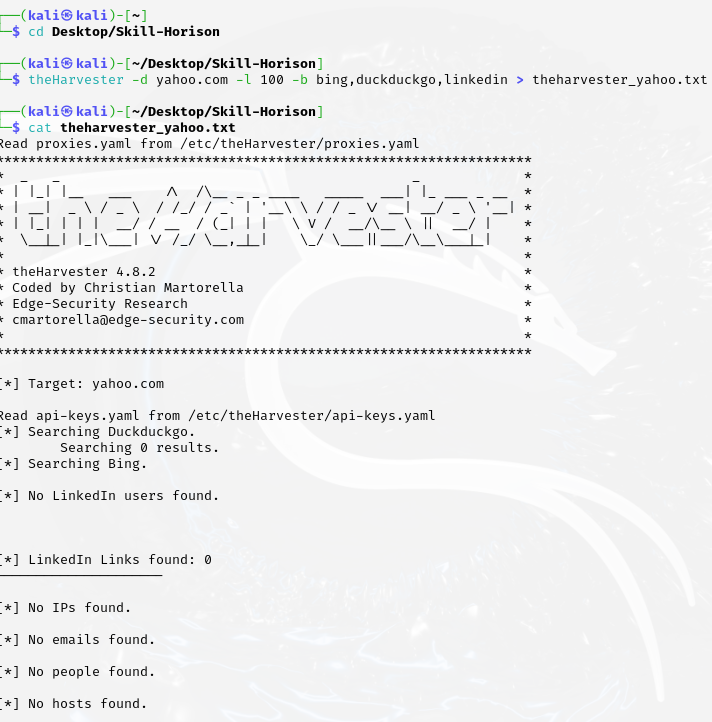 ┌──(kali㉿kali)-[~]
└─$ cd Desktop/Skill-Horison
┌──(kali㉿kali)-[~/Desktop/Skill-Horison]
└─$ theHarvester -d yahoo.com -l 100 -b bing,duckduckgo,linkedin > theharvester_yahoo.txt
┌──(kali㉿kali)-[~/Desktop/Skill-Horison]
└─$ cat theharvester_yahoo.txt
Read proxies.yaml from /etc/theHarvester/proxies.yaml
*******************************************************************
*  _   _                                            _             *
* | |_| |__   ___    /\  /\__ _ _ ____   _____  ___| |_ ___ _ __  *
* | __|  _ \ / _ \  / /_/ / _` | '__\ \ / / _ \/ __| __/ _ \ '__| *
* | |_| | | |  __/ / __  / (_| | |   \ V /  __/\__ \ ||  __/ |    *
*  \__|_| |_|\___| \/ /_/ \__,_|_|    \_/ \___||___/\__\___|_|    *
*                                                                 *
* theHarvester 4.8.2                                              *
* Coded by Christian Martorella                                   *
* Edge-Security Research                                          *
* cmartorella@edge-security.com                                   *
*                                                                 *
*******************************************************************
[*] Target: yahoo.com
Read api-keys.yaml from /etc/theHarvester/api-keys.yaml
[*] Searching Duckduckgo.
Searching 0 results.
[*] Searching Bing.
[*] No LinkedIn users found.
[*] LinkedIn Links found: 0
---------------------
[*] No IPs found.
[*] No emails found.
[*] No people found.
[*] No hosts found.